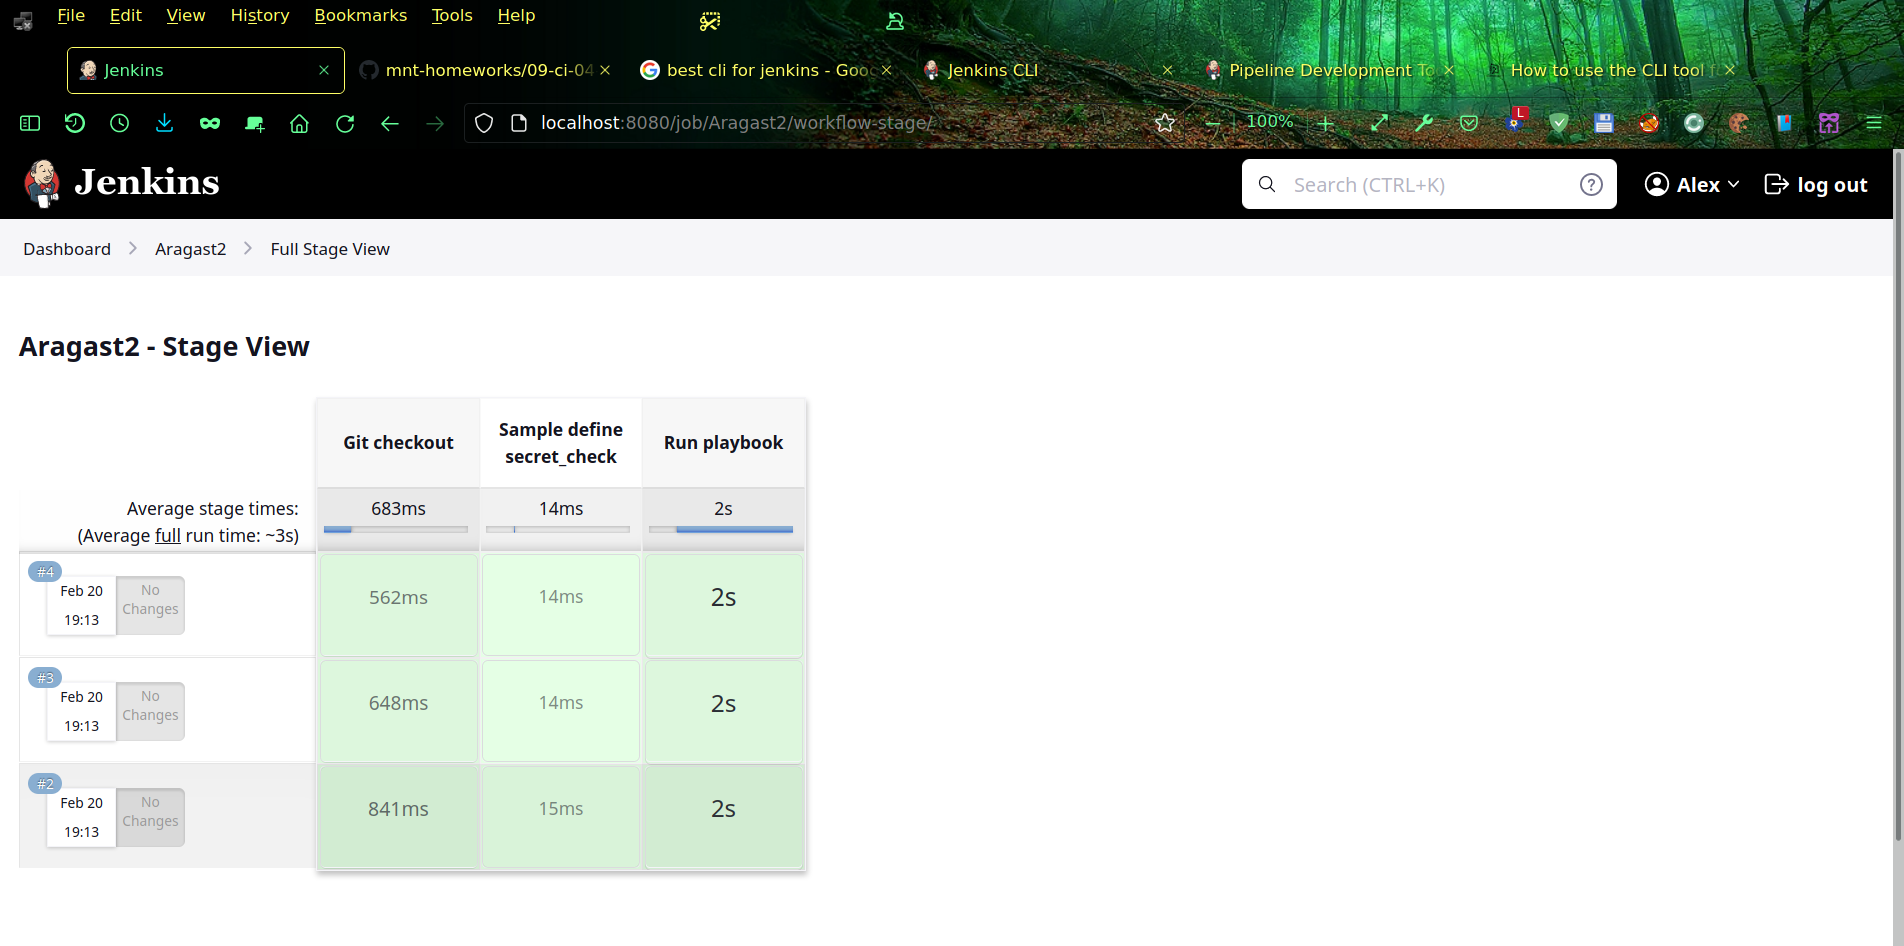 File Edit View History Bookmarks Tools Help
Jenkins
mnt-homeworks/09-ci-04
best cli for jenkins - Goo
Jenkins CLI
Pipeline Development To
How to use the CLI tool f
localhost:8080/job/Aragast2/workflow-stage/
100%
L
Jenkins
Search (CTRL+K)
?
Alex
log out
Dashboard
Aragast2
Full Stage View
Aragast2 - Stage View
Git checkout
Sample define
secret_check
Run playbook
Average stage times:
(Average full run time: ~3s)
683ms
14ms
2s
#4
Feb 20
19:13
No
Changes
562ms
14ms
2s
#3
Feb 20
19:13
No
Changes
648ms
14ms
2s
#2
Feb 20
19:13
No
Changes
841ms
15ms
2s